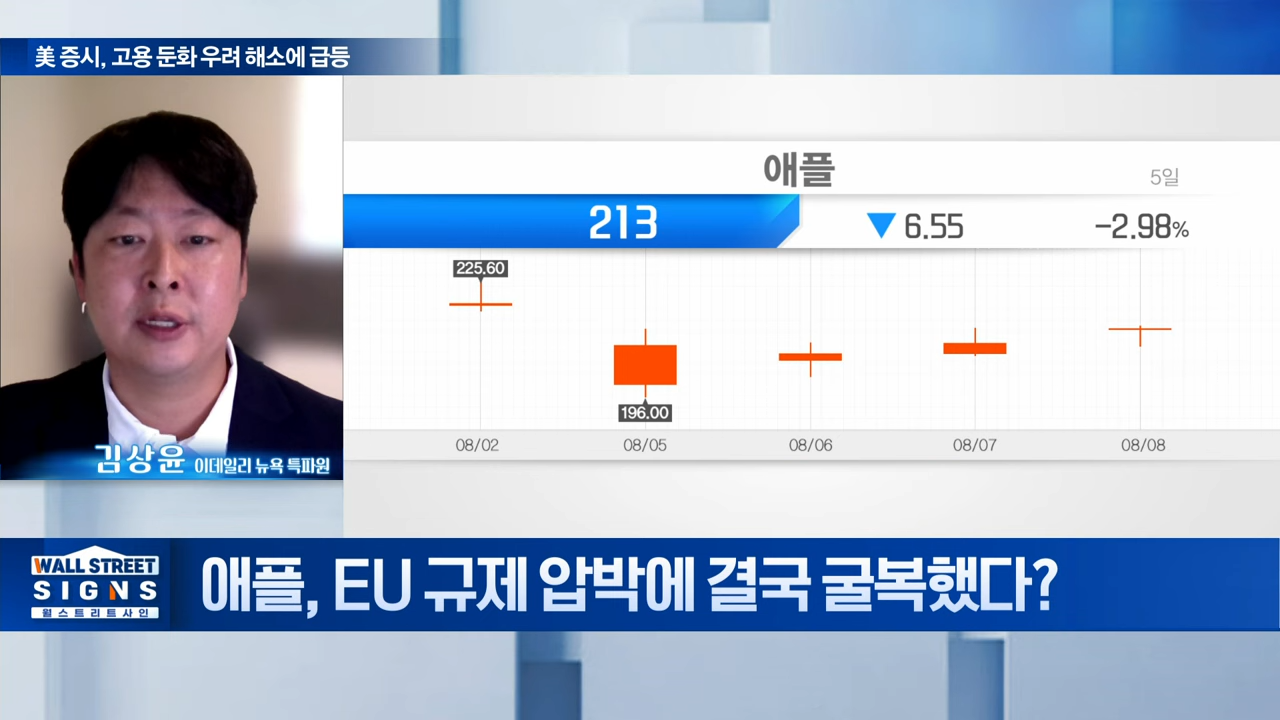 美 증시, 고용 둔화 우려 해소에 급등
애플
5일
213
▼ 6.55
-2.98%
225.60
196.00
08/02
08/05
08/06
08/07
08/08
김상윤 이데일리 뉴욕 특파원
WALL STREET
SIGNS
월스트리트사인
애플, EU 규제 압박에 결국 굴복했다?